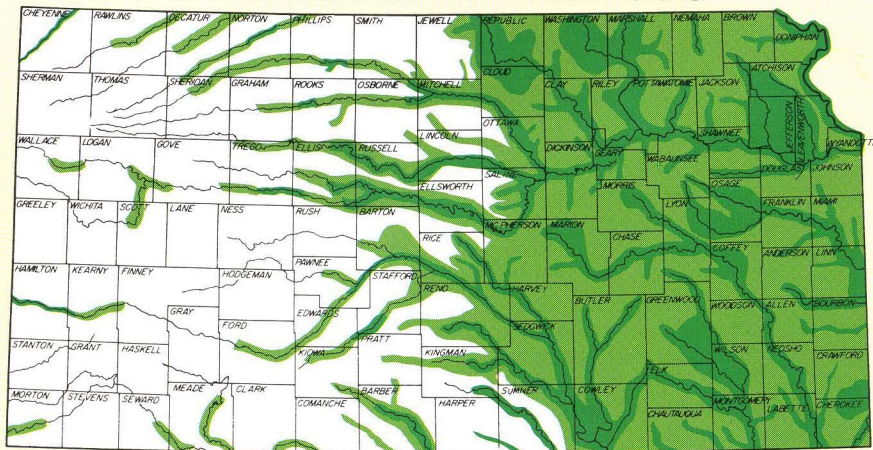 CHEYENNE RAWLINS DECATUR NORTON PHILLIPS SMITH JEWELL REPUBLIC WASHINGTON MARSHALL NEMAHA BROWN
DONIPHAN
ATCHISON
SHERMAN THOMAS SHERIDAN GRAHAM ROOKS OSBORNE MITCHELL CLOUD CLAY RILEY POTTAWATOMIE JACKSON
JEFFERSON
LEAVENWORTH
OTTAWA
LINCOLN
SHAWNEE
WYANDOTT
WALLACE LOGAN GOVE TREGO ELLIS RUSSELL DICKINSON GEARY WABAUNSEE DOUGLAS JOHNSON
SALINE
ELLSWORTH MORRIS OSAGE
GREELEY WICHITA SCOTT LANE NESS RUSH BARTON LYON FRANKLIN MIAMI
RICE MCPHERSON MARION CHASE COFFEY ANDERSON LINN
PAWNEE
HAMILTON KEARNY FINNEY HODGEMAN STAFFORD
RENO HARVEY
BUTLER GREENWOOD WOODSON ALLEN BOURBON
GRAY EDWARDS
FORD SEDGWICK
PRATT
STANTON GRANT HASKELL KIOWA KINGMAN WILSON NEOSHO CRAWFORD
ELK
MORTON STEVENS SEWARD MEADE CLARK BARBER SUMNER COWLEY
COMANCHE HARPER MONTGOMERY LABETTE CHEROKEE
CHAUTAUQUA